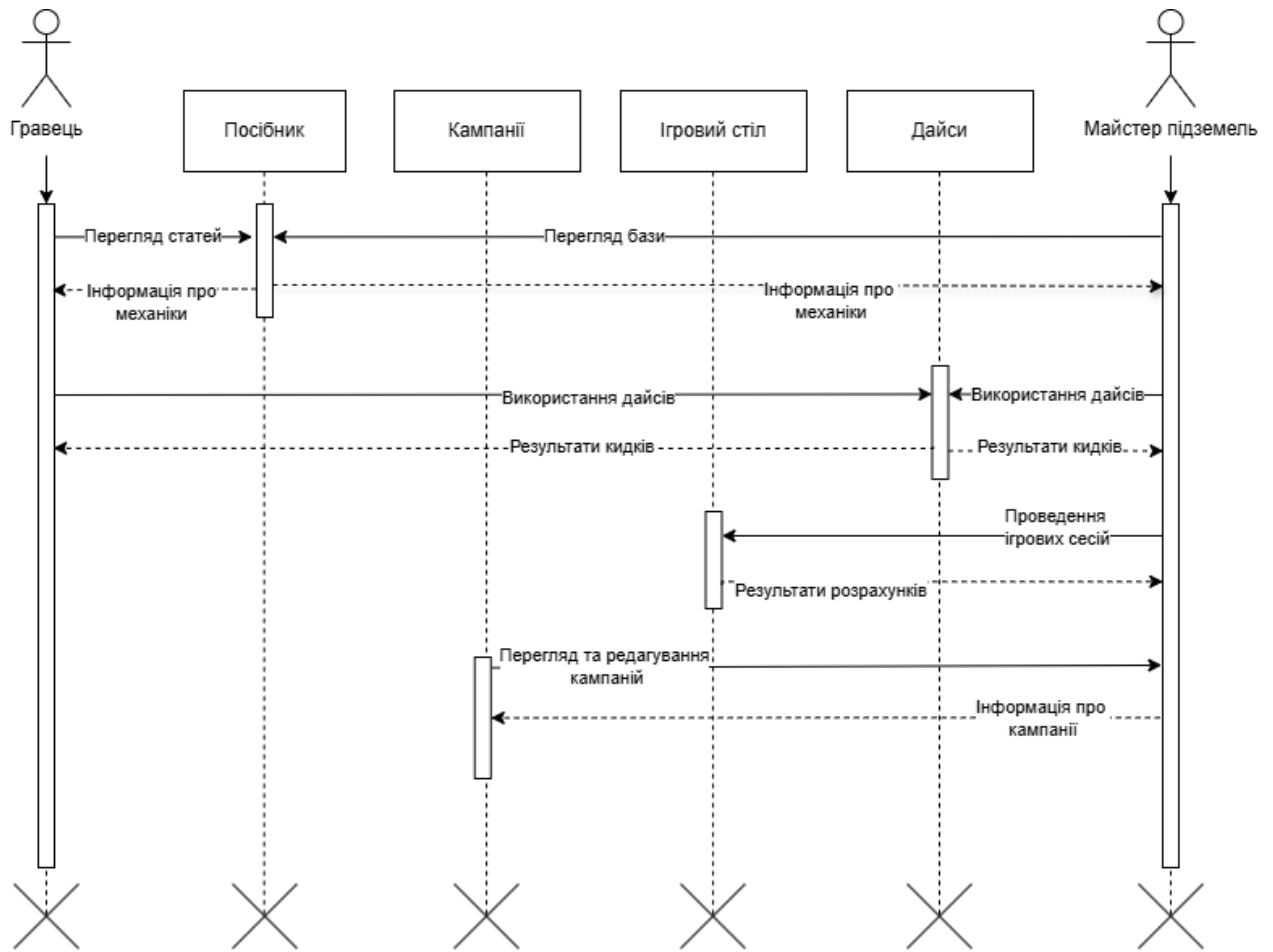 Гравець
Посібник
Кампанії
Ігровий стіл
Дайси
Майстер підземель
Перегляд статей
Перегляд бази
Інформація про
механіки
Інформація про
механіки
Використання дайсів
Використання дайсів
Результати кидків
Результати кидків
Проведення
ігрових сесій
Результати розрахунків
Перегляд та редагування
кампаній
Інформація про
кампанії